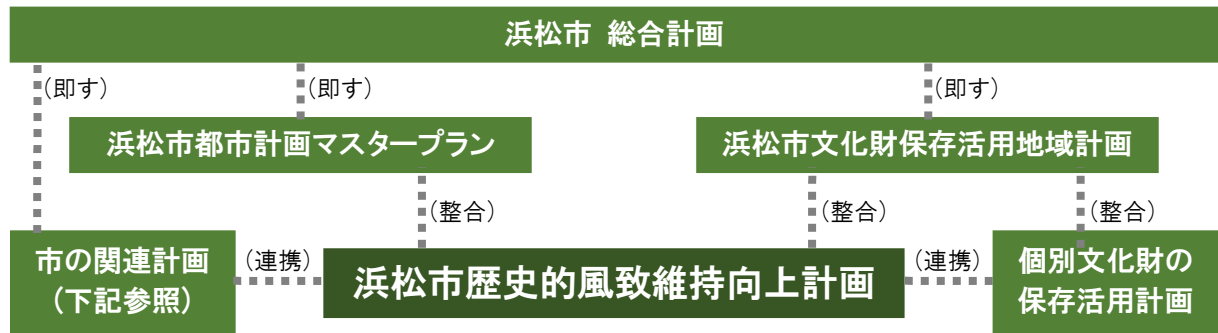 浜松市 総合計画
（即す） （即す） （即す）
浜松市都市計画マスタープラン 浜松市文化財保存活用地域計画
（整合） （整合） （整合）
市の関連計画
（下記参照）
（連携）
浜松市歴史的風致維持向上計画
（連携）
個別文化財の
保存活用計画